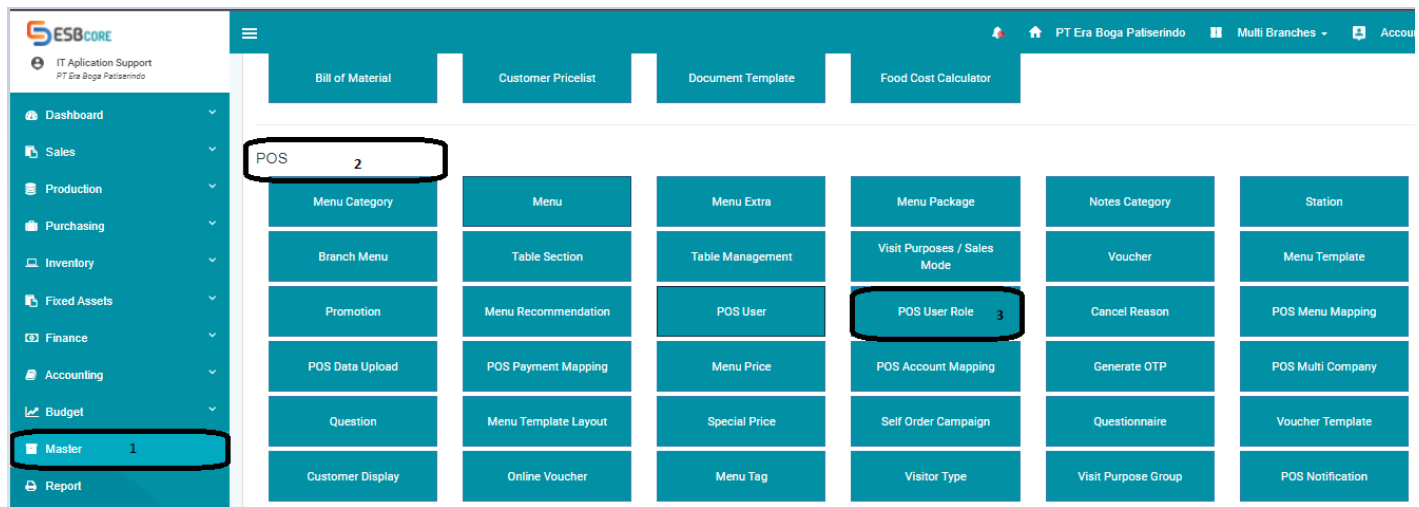 ESBCORE
IT Aplication Support
PT Era Boga Patiserindo
PT Era Boga Patiserindo
Multi Branches
Accou
Dashboard
Sales
Production
Purchasing
Inventory
Fixed Assets
Finance
Accounting
Budget
Master 1
Report
Bill of Material
Customer Pricelist
Document Template
Food Cost Calculator
POS 2
Menu Category
Menu
Menu Extra
Menu Package
Notes Category
Station
Branch Menu
Table Section
Table Management
Visit Purposes / Sales
Mode
Voucher
Menu Template
Promotion
Menu Recommendation
POS User
POS User Role 3
Cancel Reason
POS Menu Mapping
POS Data Upload
POS Payment Mapping
Menu Price
POS Account Mapping
Generate OTP
POS Multi Company
Question
Menu Template Layout
Special Price
Self Order Campaign
Questionnaire
Voucher Template
Customer Display
Online Voucher
Menu Tag
Visitor Type
Visit Purpose Group
POS Notification